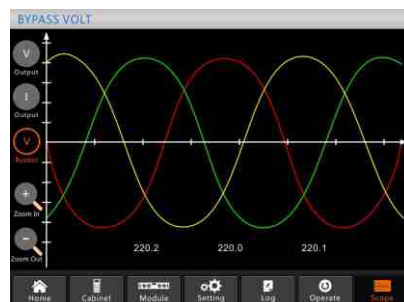 BYPASS VOLT
V
Output
I
Output
V
Bypass
+
Zoom In
−
Zoom Out
220.2 220.0 220.1
Home Cabinet Module Setting Log Operate Scope